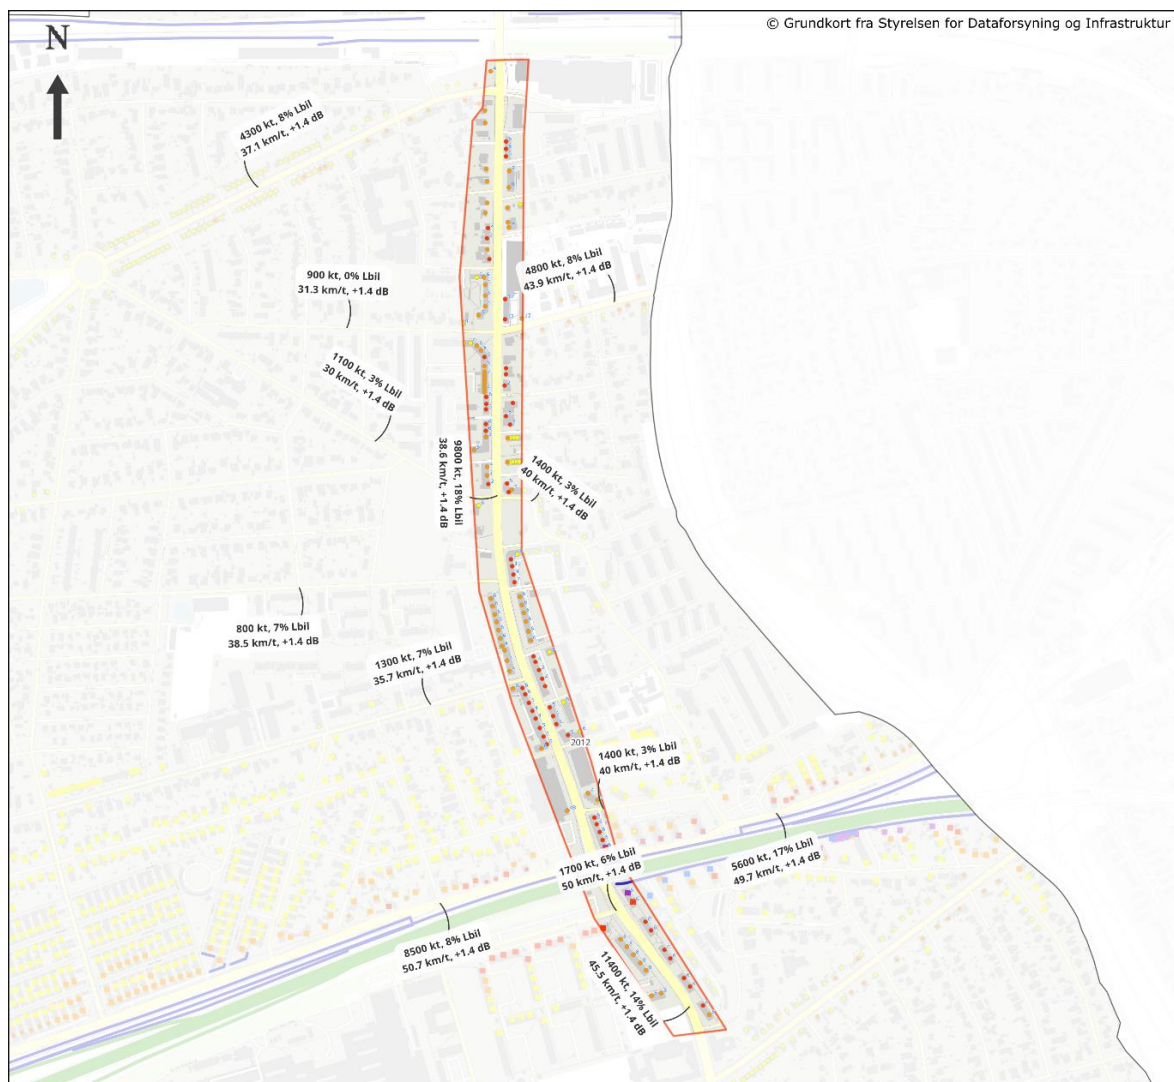 © Grundkort fra Styrelsen for Dataforsyning og Infrastruktur
N
4300 kt, 8% Lbil
37.1 km/t, +1.4 dB
900 kt, 0% Lbil
31.3 km/t, +1.4 dB
4800 kt, 8% Lbil
43.9 km/t, +1.4 dB
1100 kt, 3% Lbil
30 km/t, +1.4 dB
9800 kt, 18% Lbil
38.6 km/t, +1.4 dB
1400 kt, 3% Lbil
40 km/t, +1.4 dB
800 kt, 7% Lbil
38.5 km/t, +1.4 dB
1300 kt, 7% Lbil
35.7 km/t, +1.4 dB
2012
1400 kt, 3% Lbil
40 km/t, +1.4 dB
1700 kt, 6% Lbil
50 km/t, +1.4 dB
5600 kt, 17% Lbil
49.7 km/t, +1.4 dB
8500 kt, 8% Lbil
50.7 km/t, +1.4 dB
11400 kt, 14% Lbil
45.5 km/t, +1.4 dB